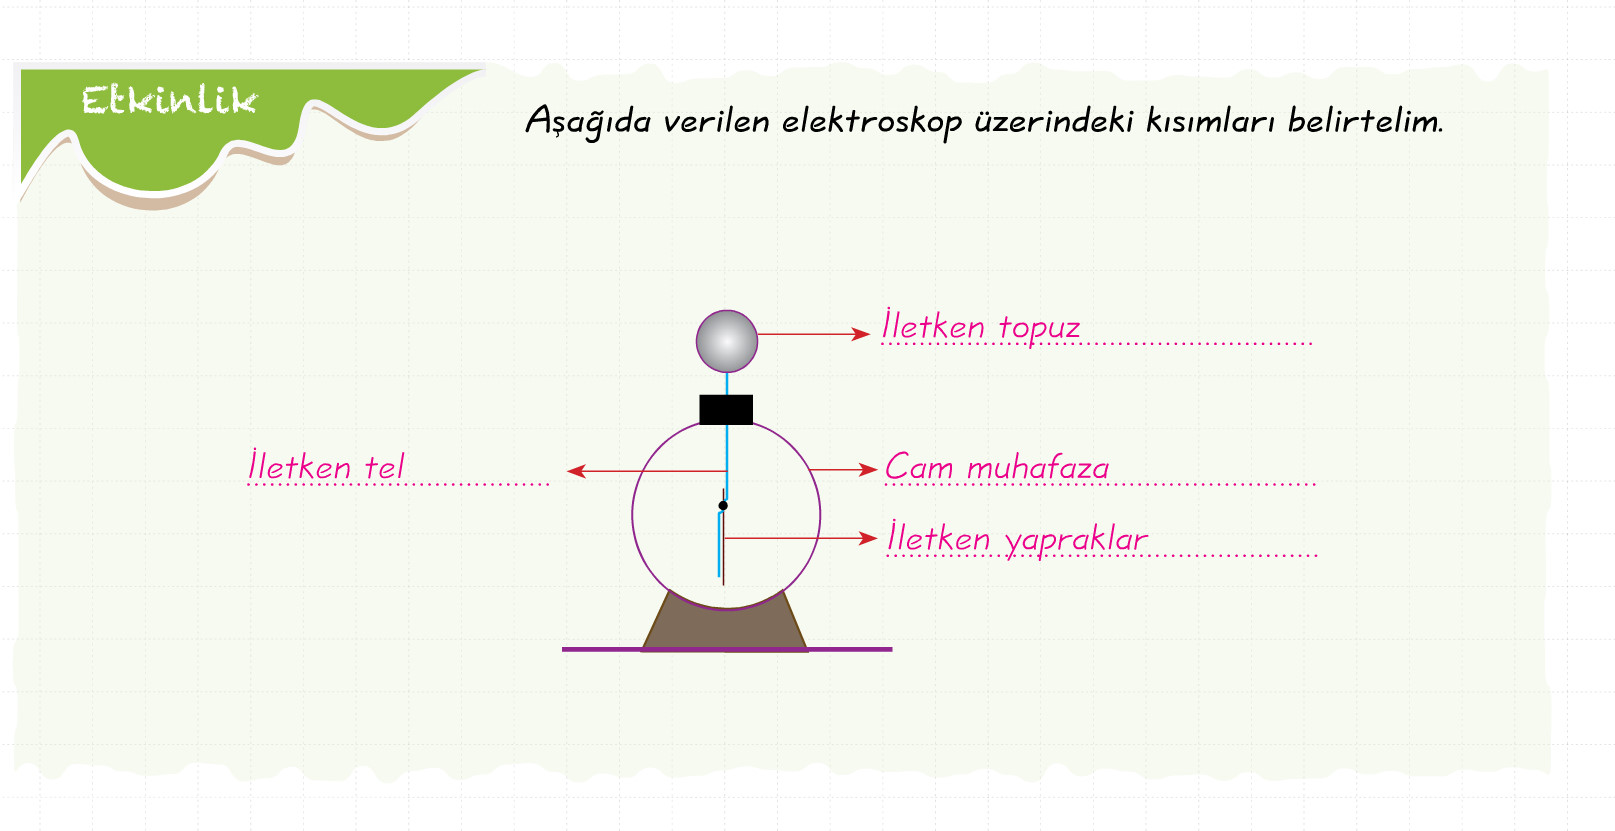 Etkinlik
Aşağıda verilen elektroskop üzerindeki kısımları belirtelim.
İletken topuz
İletken tel
Cam muhafaza
İletken yapraklar